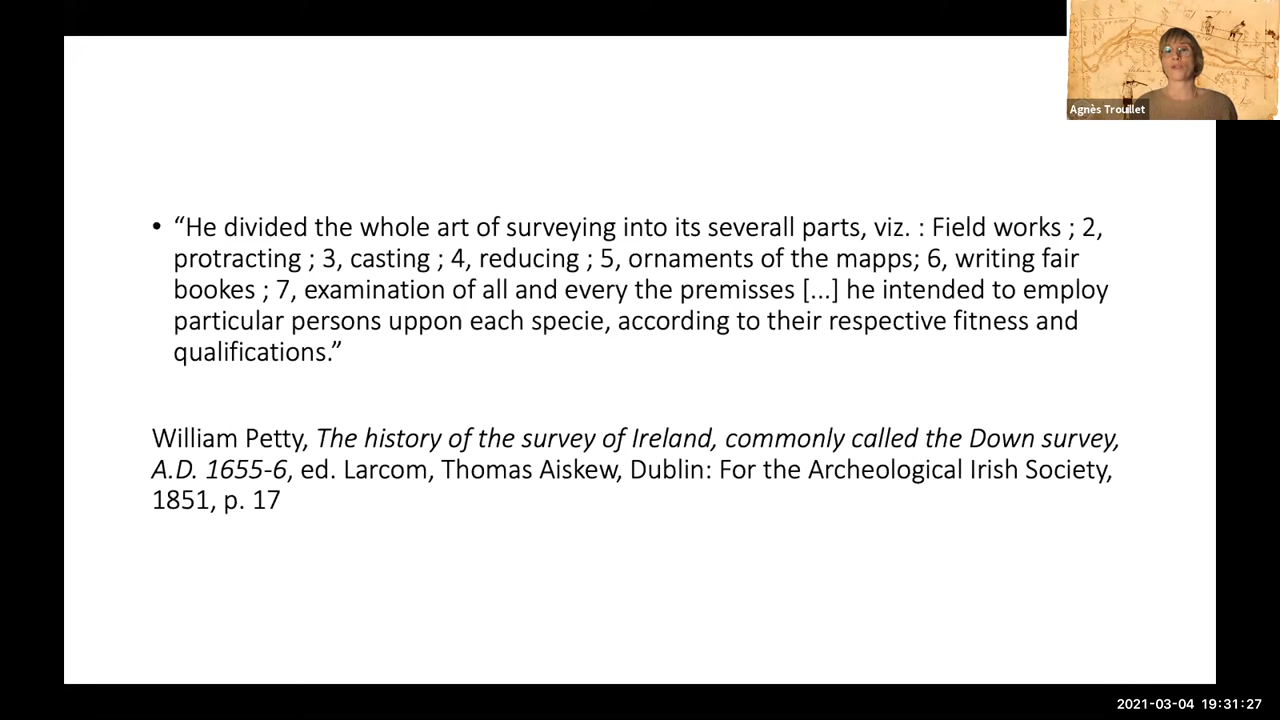 Agnès Trouillet
• “He divided the whole art of surveying into its severall parts, viz. : Field works ; 2,
protracting ; 3, casting ; 4, reducing ; 5, ornaments of the mapps; 6, writing fair
bookes ; 7, examination of all and every the premisses [...] he intended to employ
particular persons uppon each specie, according to their respective fitness and
qualifications.”
William Petty, The history of the survey of Ireland, commonly called the Down survey,
A.D. 1655-6, ed. Larcom, Thomas Aiskew, Dublin: For the Archeological Irish Society,
1851, p. 17
2021-03-04 19:31:27